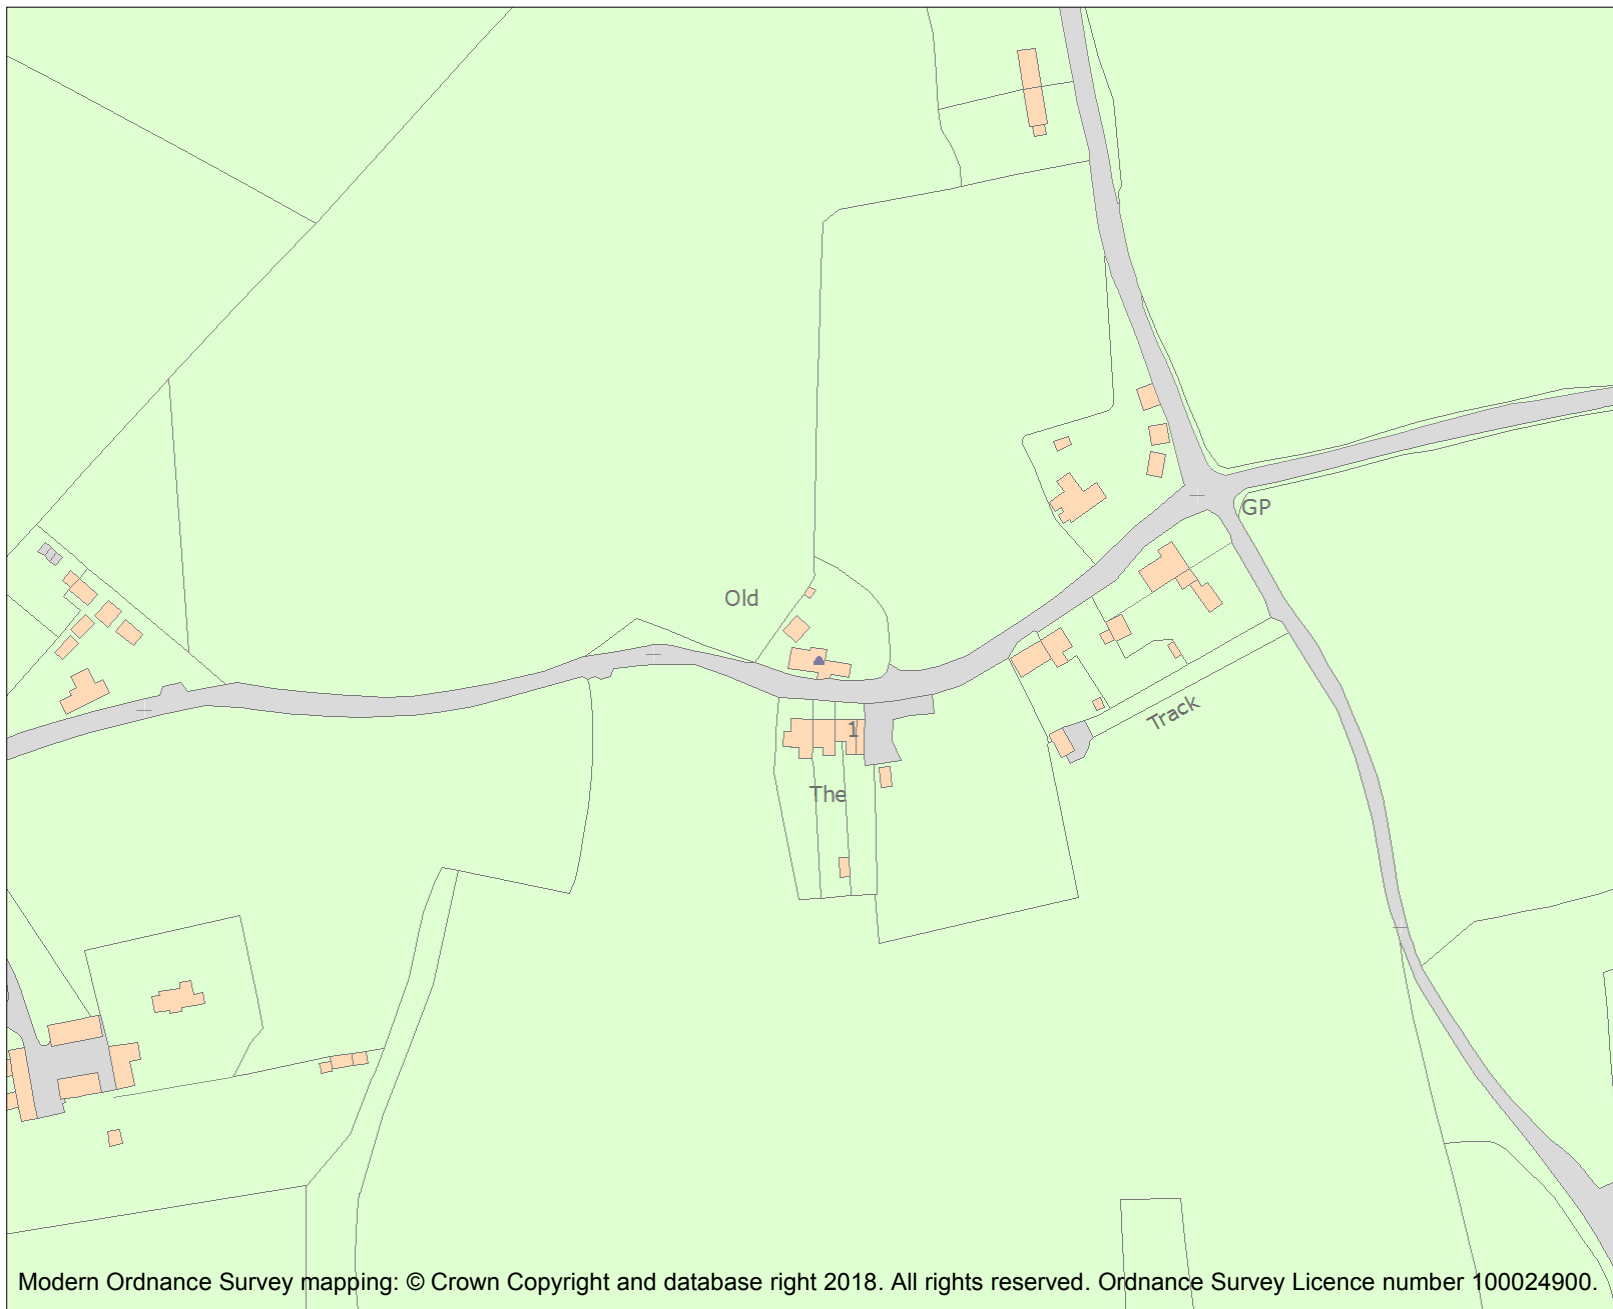 GP
Old
Track
1
The
Modern Ordnance Survey mapping: © Crown Copyright and database right 2018. All rights reserved. Ordnance Survey Licence number 100024900.